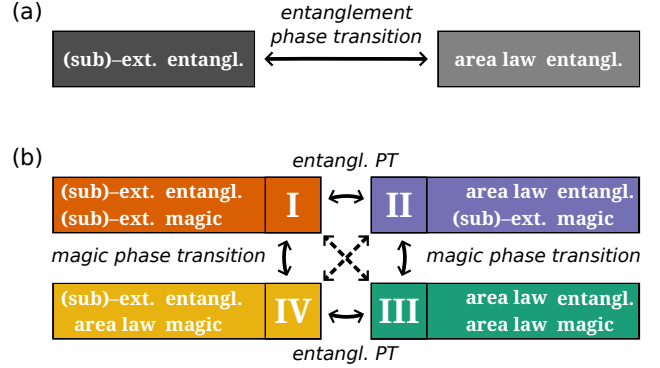 (a)
entanglement
phase transition
(sub)–ext. entangl.
area law entangl.
(b)
entangl. PT
(sub)–ext. entangl.
(sub)–ext. magic
I
II
area law entangl.
(sub)–ext. magic
magic phase transition
magic phase transition
(sub)–ext. entangl.
area law magic
IV
III
area law entangl.
area law magic
entangl. PT